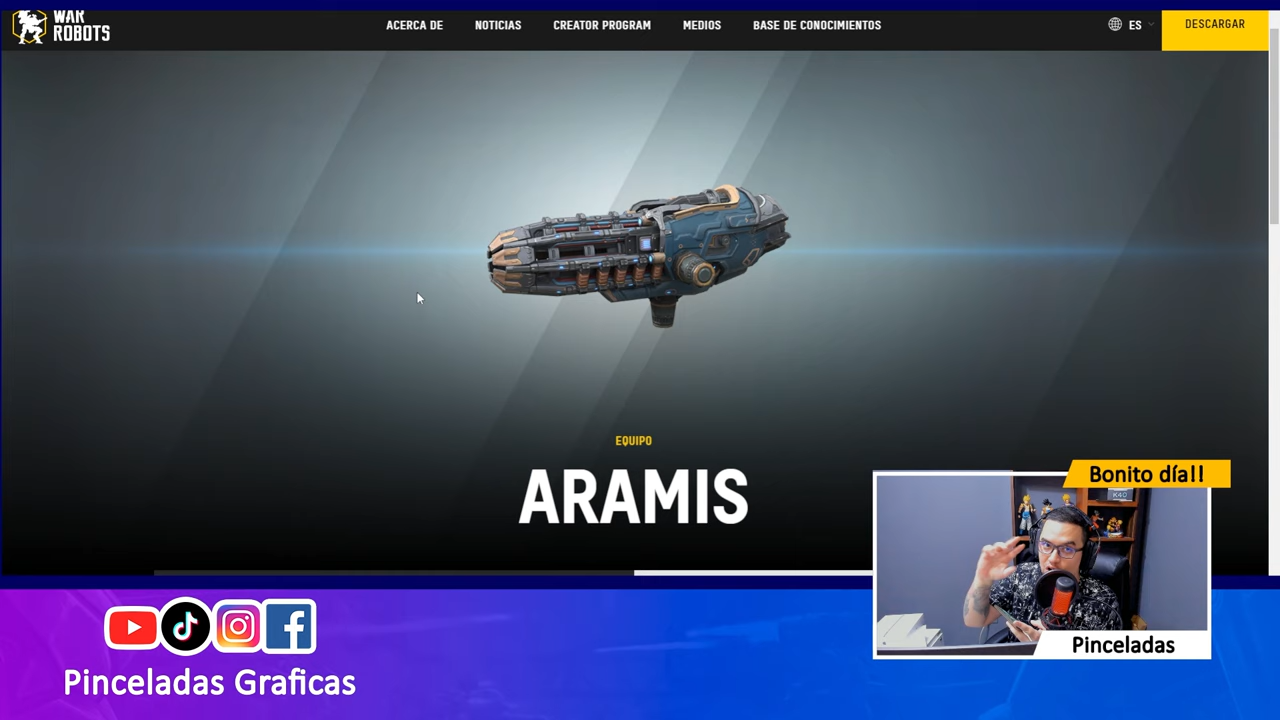 WAR
ROBOTS
ACERCA DE
NOTICIAS
CREATOR PROGRAM
MEDIOS
BASE DE CONOCIMIENTOS
ES
DESCARGAR
EQUIPO
ARAMIS
Bonito día!!
K40
Pinceladas
Pinceladas Graficas